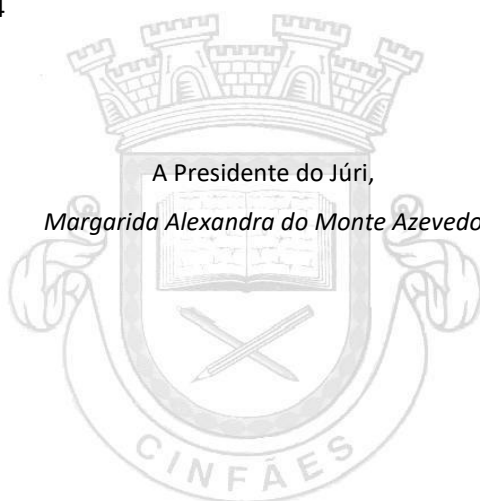 4
A Presidente do Júri,
Margarida Alexandra do Monte Azevedo
CINFÃES